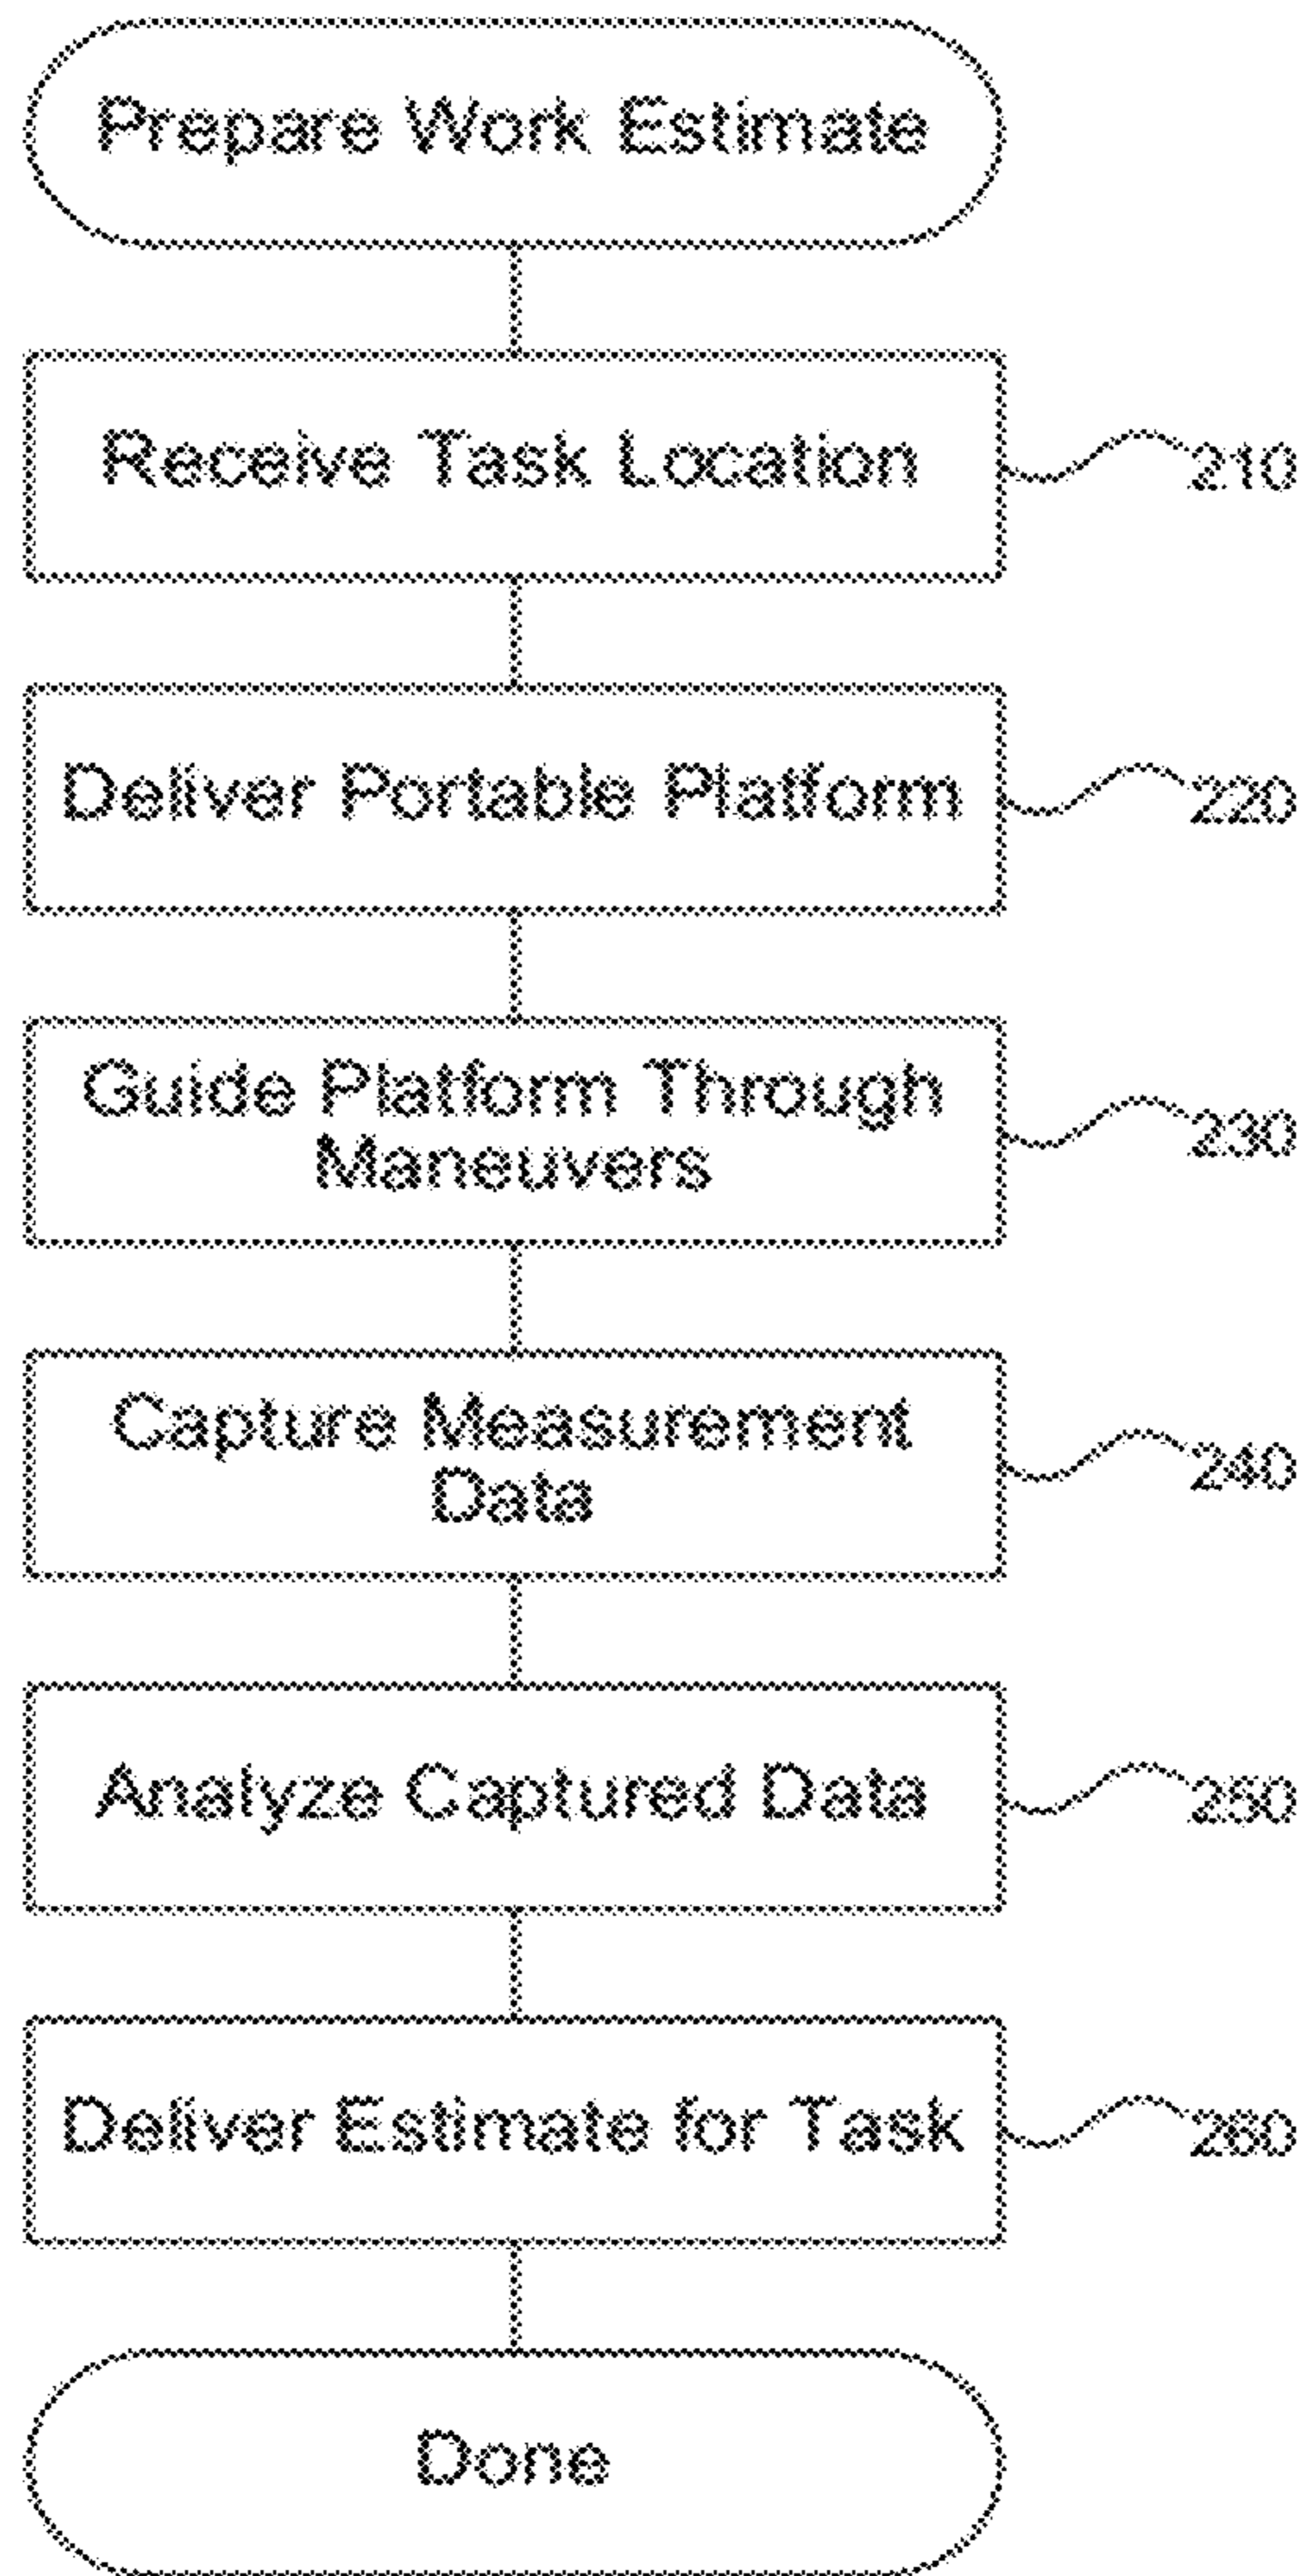 Prepare Work Estimate
Receive Task Location
210
Deliver Portable Platform
220
Guide Platform Through
Maneuvers
230
Capture Measurement
Data
240
Analyze Captured Data
250
Deliver Estimate for Task
260
Done